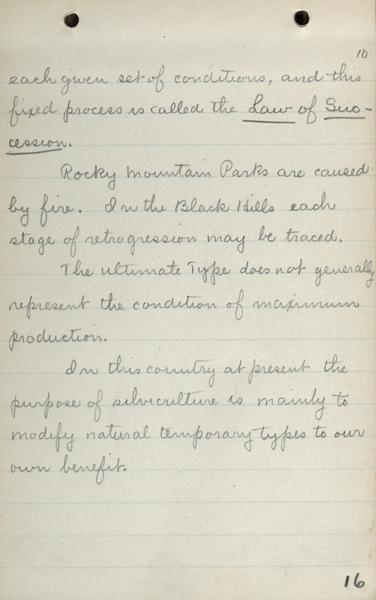 10
each given set of conditions, and this
fixed process is called the Law of Suc-
cession.
Rocky Mountain Parks are caused
by fire. In the Black Hills each
stage of retrogression may be traced.
The ultimate Type does not generally
represent the condition of maximum
production.
In this country at present the
purpose of silviculture is mainly to
modify natural temporary types to our
own benefit.
16